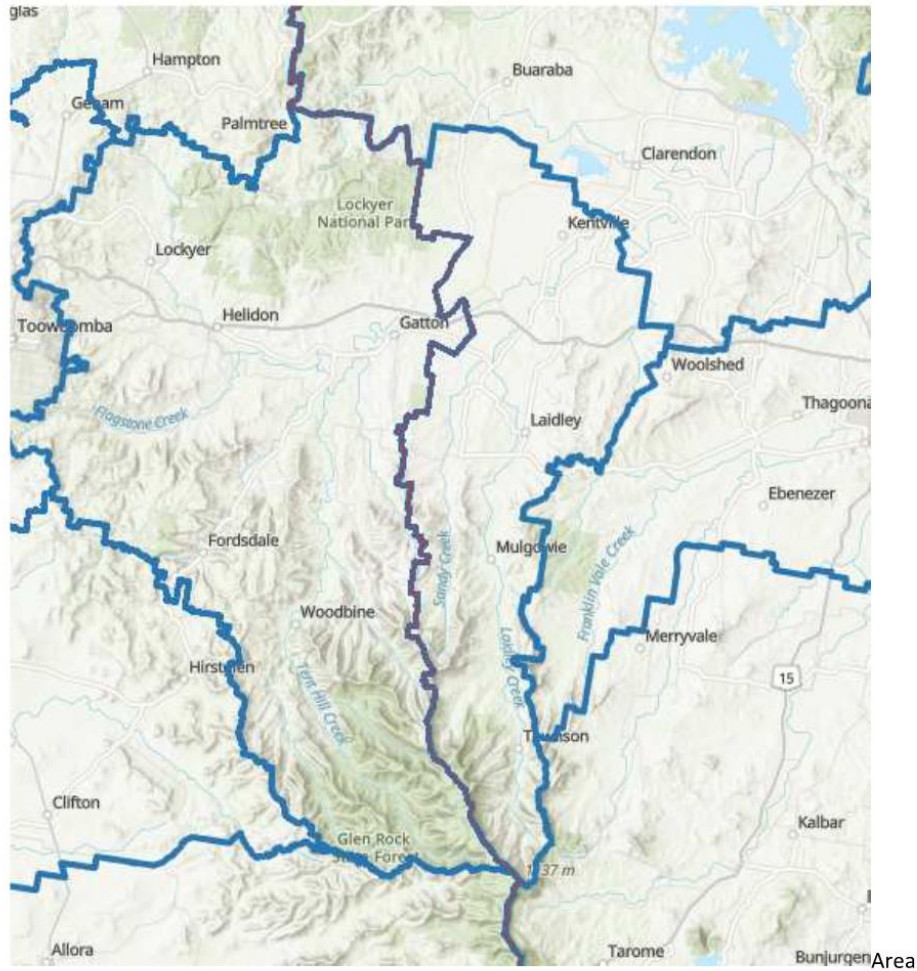 glas
Hampton
Buaraba
Geham
Palmtree
Clarendon
Lockyer
National Park
Kentville
Lockyer
Toowoomba
Helidon
Gatton
Woolshed
Thagoona
Flagstone Creek
Laidley
Ebenezer
Fordsdale
Sandy Creek
Mulgowie
Franklin Vale Creek
Woodbine
Merryvale
Hirstglen
Tent Hill Creek
Laidley Creek
15
Townson
Clifton
Kalbar
Glen Rock
State Forest
1137 m
Allora
Tarome
Bunjurgen
Area